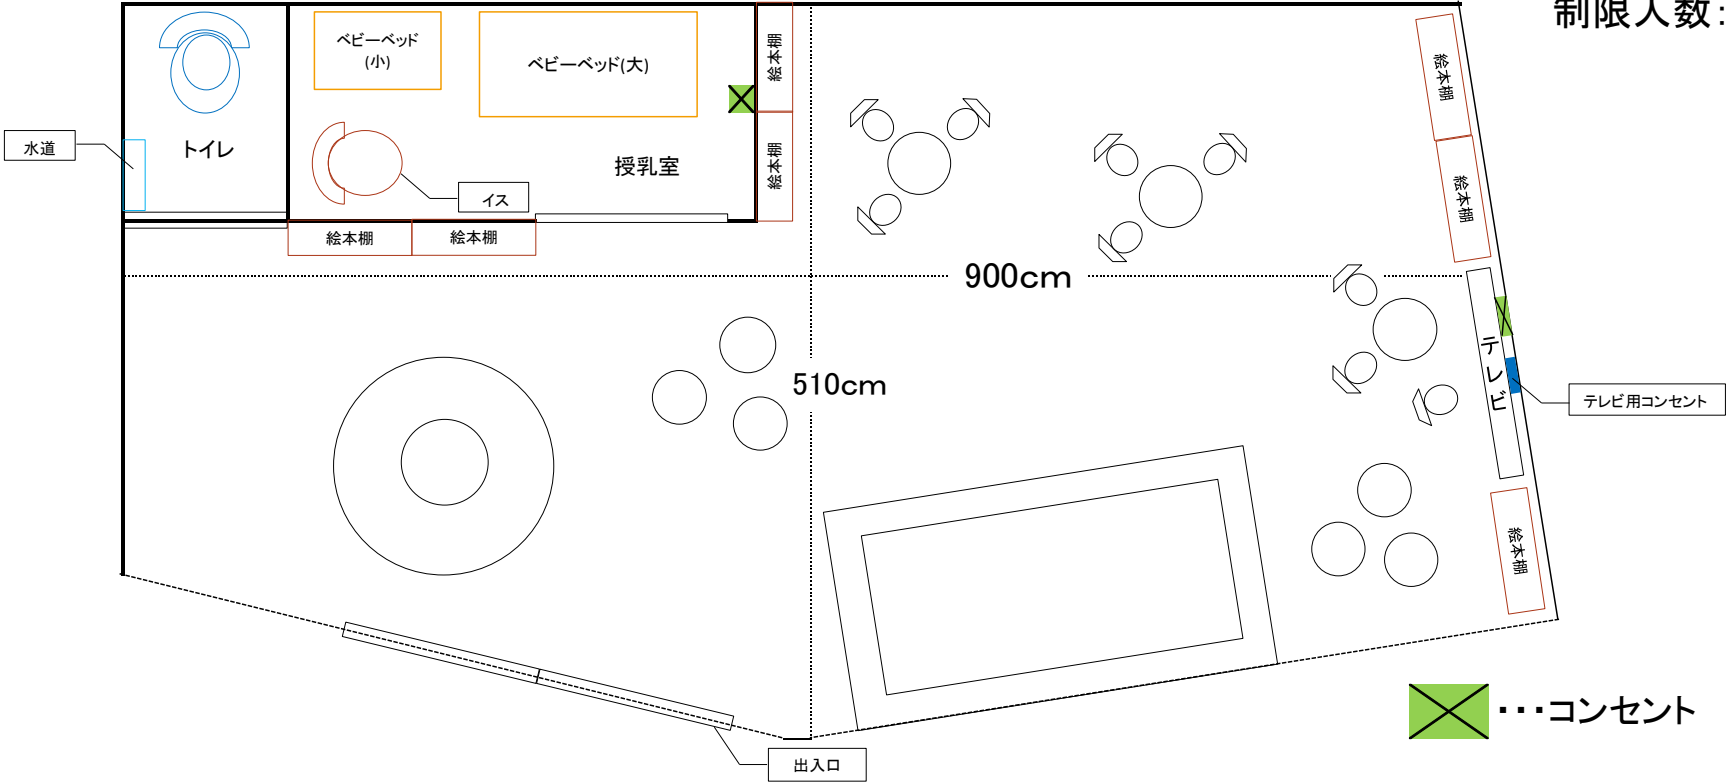 制限人数:
ベビーベッド
(小)
ベビーベッド(大)
絵本棚
絵本棚
水道
トイレ
授乳室
イス
絵本棚
絵本棚
絵本棚
絵本棚
900cm
510cm
テレビ
テレビ用コンセント
絵本棚
・・・コンセント
出入口